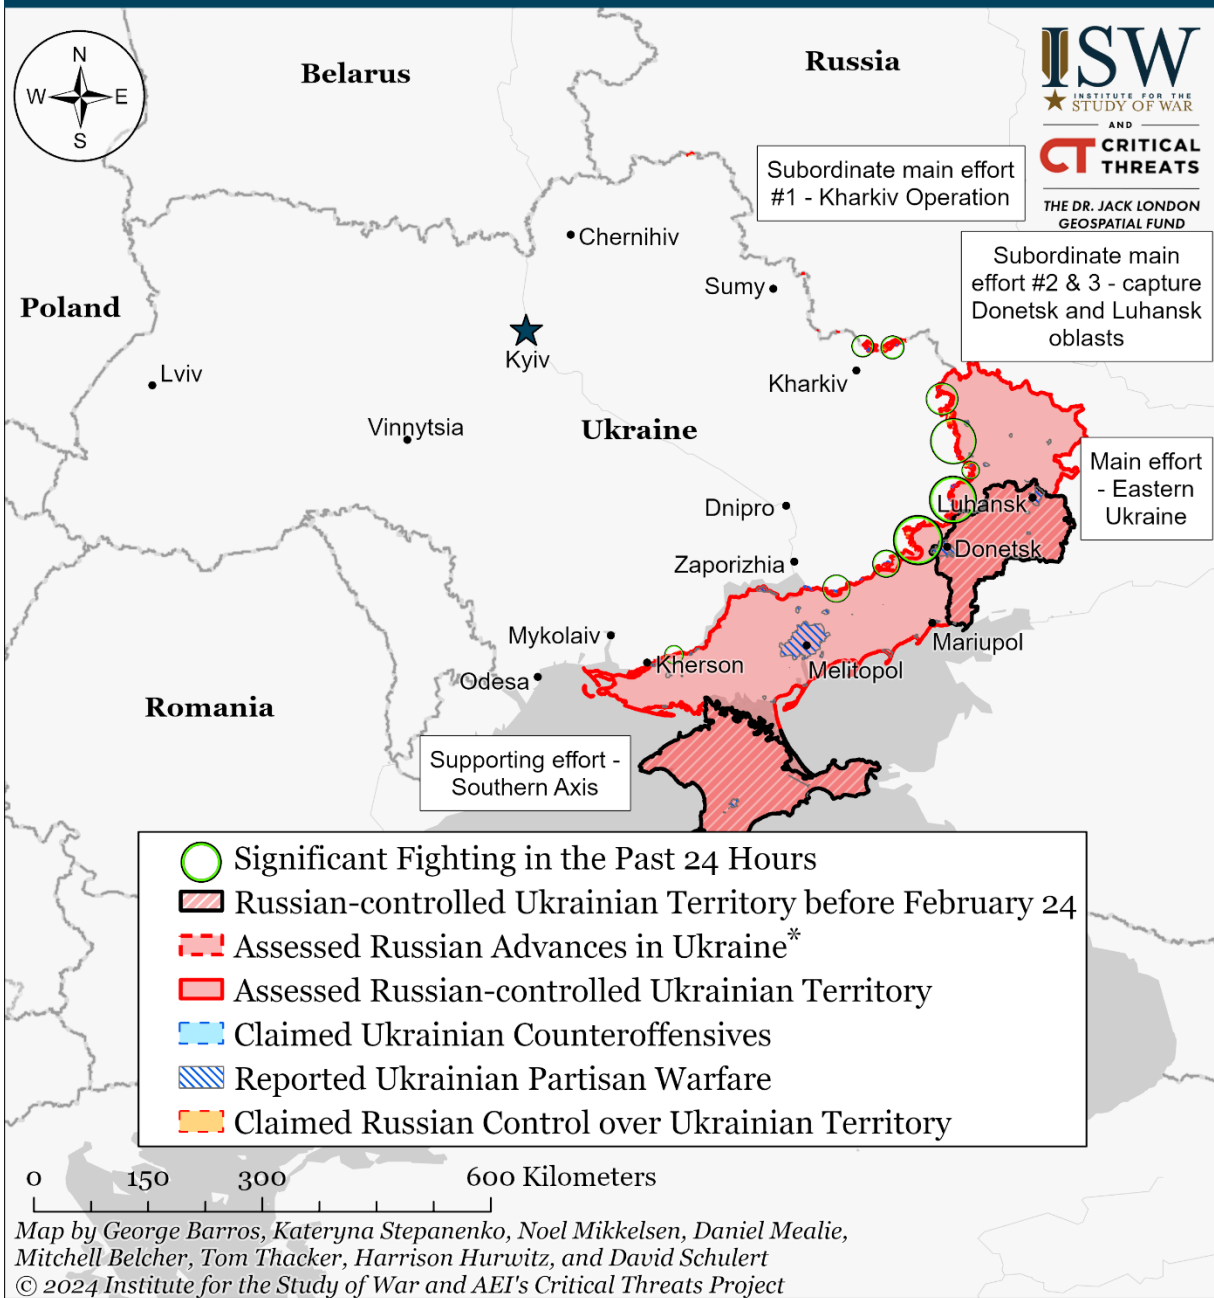 N
W
E
S
Belarus
Russia
ISW
INSTITUTE FOR THE
STUDY OF WAR
AND
CT CRITICAL
THREATS
THE DR. JACK LONDON
GEOSPATIAL FUND
Subordinate main effort
#1 - Kharkiv Operation
Subordinate main
effort #2 & 3 - capture
Donetsk and Luhansk
oblasts
Chernihiv
Sumy
Poland
Kyiv
Lviv
Kharkiv
Vinnytsia
Ukraine
Main effort
- Eastern
Ukraine
Luhansk
Dnipro
Donetsk
Zaporizhia
Mykolaiv
Mariupol
Kherson
Melitopol
Odesa
Romania
Supporting effort -
Southern Axis
Significant Fighting in the Past 24 Hours
Russian-controlled Ukrainian Territory before February 24
Assessed Russian Advances in Ukraine*
Assessed Russian-controlled Ukrainian Territory
Claimed Ukrainian Counteroffensives
Reported Ukrainian Partisan Warfare
Claimed Russian Control over Ukrainian Territory
0 150 300 600 Kilometers
Map by George Barros, Kateryna Stepanenko, Noel Mikkelsen, Daniel Mealie,
Mitchell Belcher, Tom Thacker, Harrison Hurwitz, and David Schulert
© 2024 Institute for the Study of War and AEI's Critical Threats Project